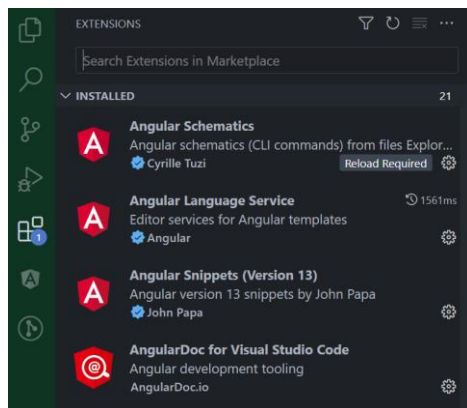 EXTENSIONS
Search Extensions in Marketplace
INSTALLED 21
Angular Schematics
Angular schematics (CLI commands) from files Explor...
Cyrille Tuzi Reload Required
Angular Language Service 1561ms
Editor services for Angular templates
Angular
1
Angular Snippets (Version 13)
Angular version 13 snippets by John Papa
John Papa
AngularDoc for Visual Studio Code
Angular development tooling
AngularDoc.io